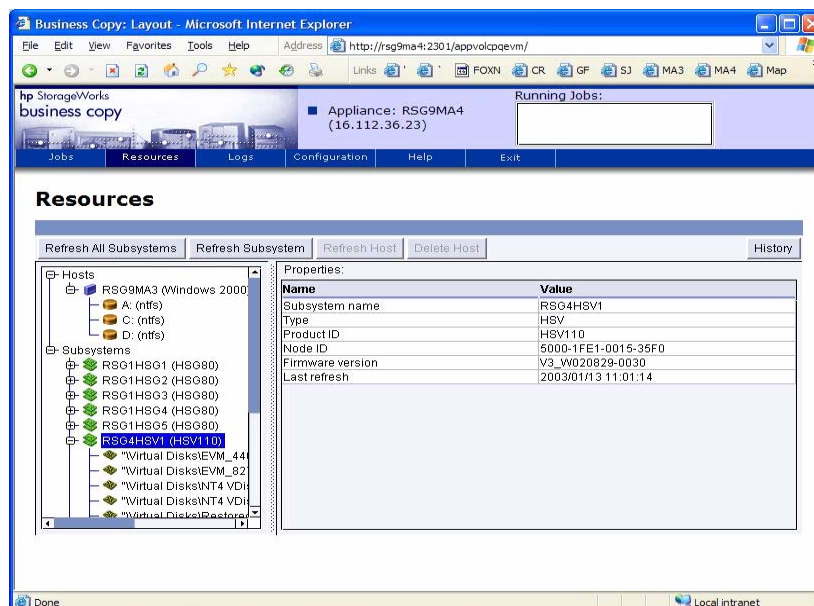 Business Copy: Layout - Microsoft Internet Explorer
File Edit View Favorites Tools Help Address http://rsg9ma4:2301/appvolcpqevm/
Links FOXN CR GF SJ MA3 MA4 Map
hp StorageWorks
business copy
Appliance: RSG9MA4
(16.112.36.23)
Running Jobs:
Jobs Resources Logs Configuration Help Exit
Resources
Refresh All Subsystems Refresh Subsystem Refresh Host Delete Host History
Hosts
RSG9MA3 (Windows 2000)
A: (ntfs)
C: (ntfs)
D: (ntfs)
Subsystems
RSG1HSG1 (HSG80)
RSG1HSG2 (HSG80)
RSG1HSG3 (HSG80)
RSG1HSG4 (HSG80)
RSG1HSG5 (HSG80)
RSG4HSV1 (HSV110)
"\Virtual Disks\EVM_440
"\Virtual Disks\EVM_82
"\Virtual Disks\NT4 VDi
"\Virtual Disks\NT4 VDi
"\Virtual Disks\Restore
Properties:
Name Value
Subsystem name RSG4HSV1
Type HSV
Product ID HSV110
Node ID 5000-1FE1-0015-35F0
Firmware version V3_W020829-0030
Last refresh 2003/01/13 11:01:14
Done Local intranet